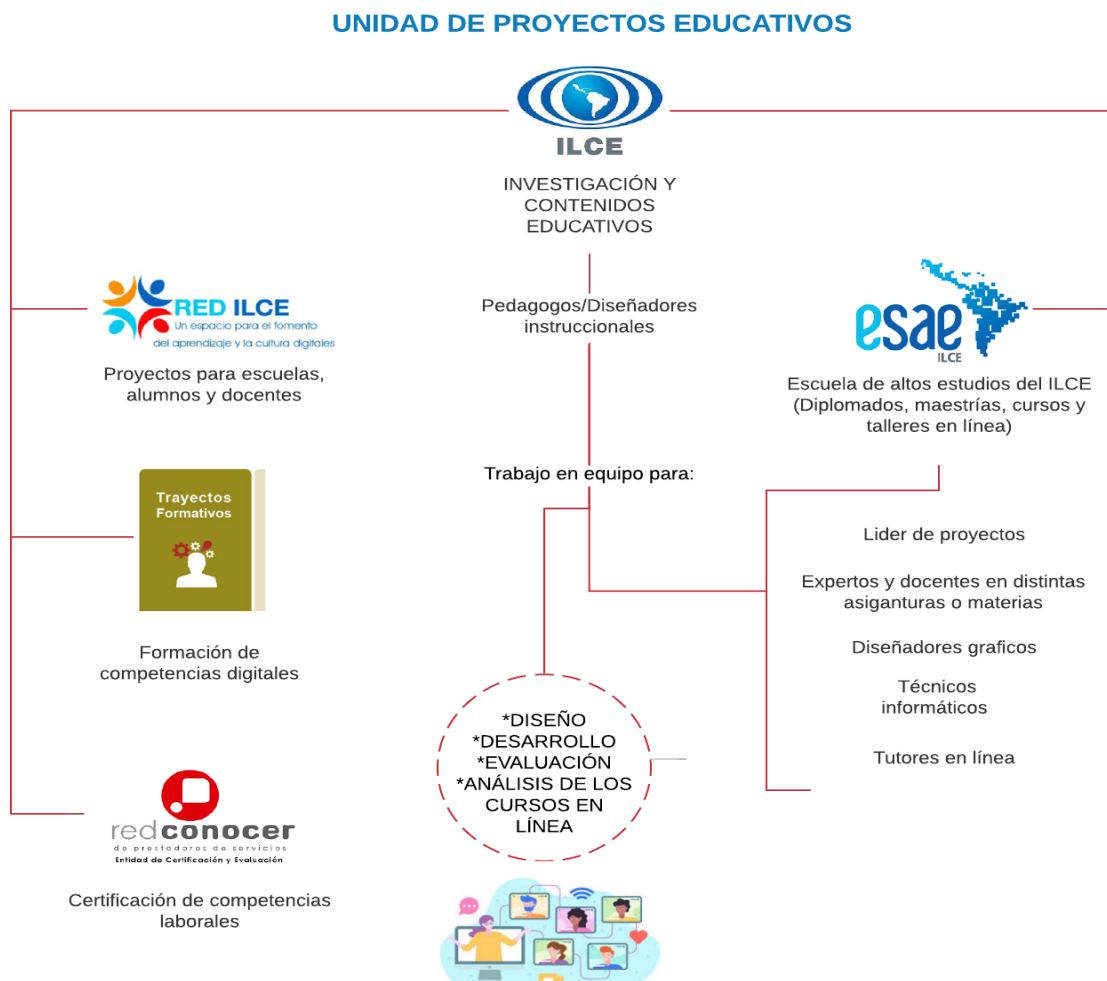 UNIDAD DE PROYECTOS EDUCATIVOS
ILCE
INVESTIGACIÓN Y
CONTENIDOS
EDUCATIVOS
Pedagogos/Diseñadores
instruccionales
RED ILCE
Un espacio para el fomento
del aprendizaje y la cultura digitales
Proyectos para escuelas,
alumnos y docentes
esae
ILCE
Escuela de altos estudios del ILCE
(Diplomados, maestrías, cursos y
talleres en línea)
Trabajo en equipo para:
Trayectos
Formativos
Formación de
competencias digitales
Lider de proyectos
Expertos y docentes en distintas
asiganturas o materias
Diseñadores graficos
Técnicos
informáticos
Tutores en línea
*DISEÑO
*DESARROLLO
*EVALUACIÓN
*ANÁLISIS DE LOS
CURSOS EN
LÍNEA
red conocer
de prestadores de servicios
Entidad de Certificación y Evaluación
Certificación de competencias
laborales